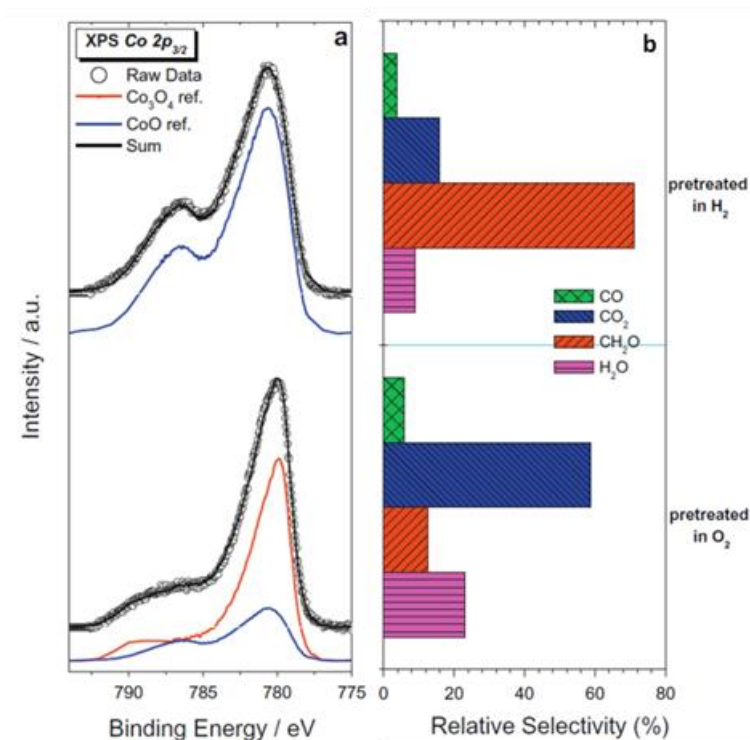 XPS Co 2p3/2
Raw Data
Co3O4 ref.
CoO ref.
Sum
a
Intensity / a.u.
790
785
780
775
Binding Energy / eV
b
pretreated
in H2
CO
CO2
CH2O
H2O
pretreated
in O2
0
20
40
60
80
Relative Selectivity (%)